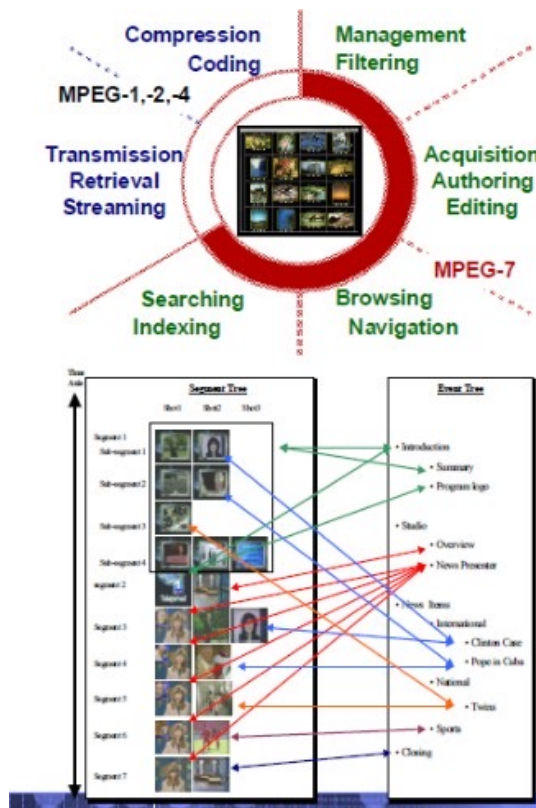 Compression
Coding
Management
Filtering
MPEG-1,-2,-4
Transmission
Retrieval
Streaming
Acquisition
Authoring
Editing
MPEG-7
Searching
Indexing
Browsing
Navigation
Time
Axis
Segment Tree
Shot1 Shot2 Shot3
Segment 1
Sub-segment 1
Sub-segment 2
Sub-segment 3
Sub-segment 4
segment 2
Segment 3
Segment 4
Segment 5
Segment 6
Segment 7
Event Tree
• Introduction
• Summary
• Program logo
• Studio
• Overview
• News Presenter
• News Items
• International
• Clinton Case
• Pope in Cuba
• National
• Twins
• Sports
• Closing